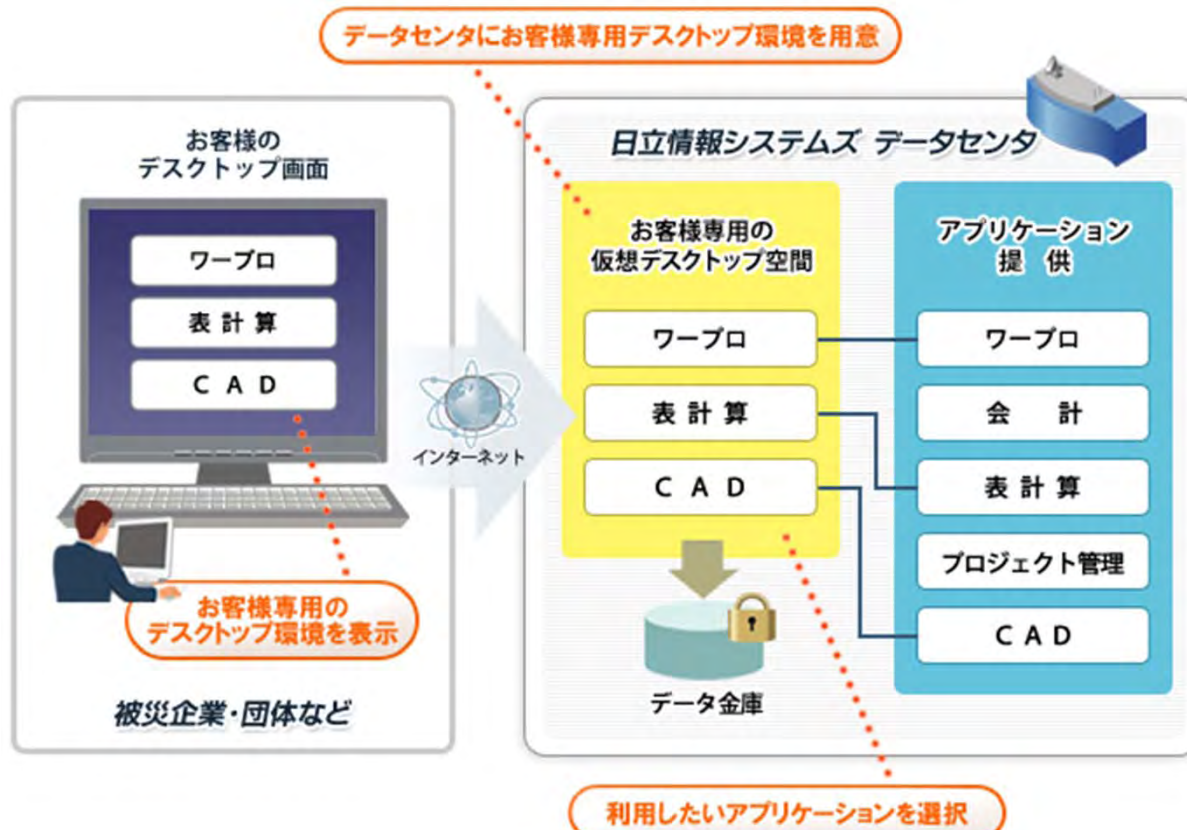 データセンタにお客様専用デスクトップ環境を用意
お客様の
デスクトップ画面
ワープロ
表計算
CAD
お客様専用の
デスクトップ環境を表示
被災企業・団体など
インターネット
日立情報システムズ データセンタ
お客様専用の
仮想デスクトップ空間
ワープロ
表計算
CAD
データ金庫
アプリケーション
提供
ワープロ
会計
表計算
プロジェクト管理
CAD
利用したいアプリケーションを選択